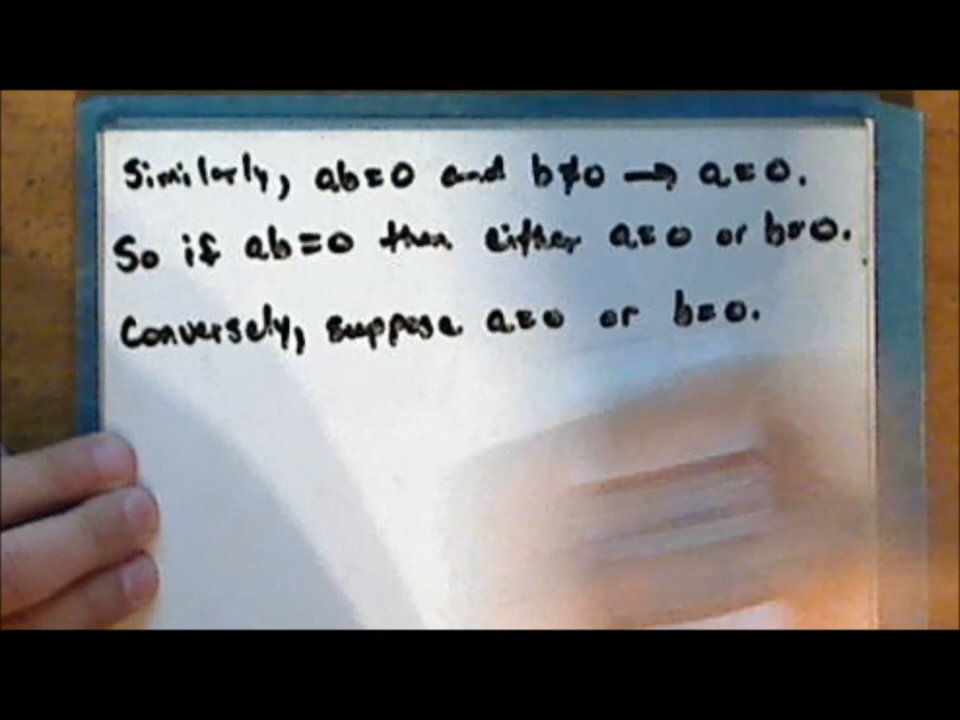 Similarly, ab=0 and b≠0 → a=0.
So if ab=0 then either a=0 or b=0.
Conversely, suppose a=0 or b=0.